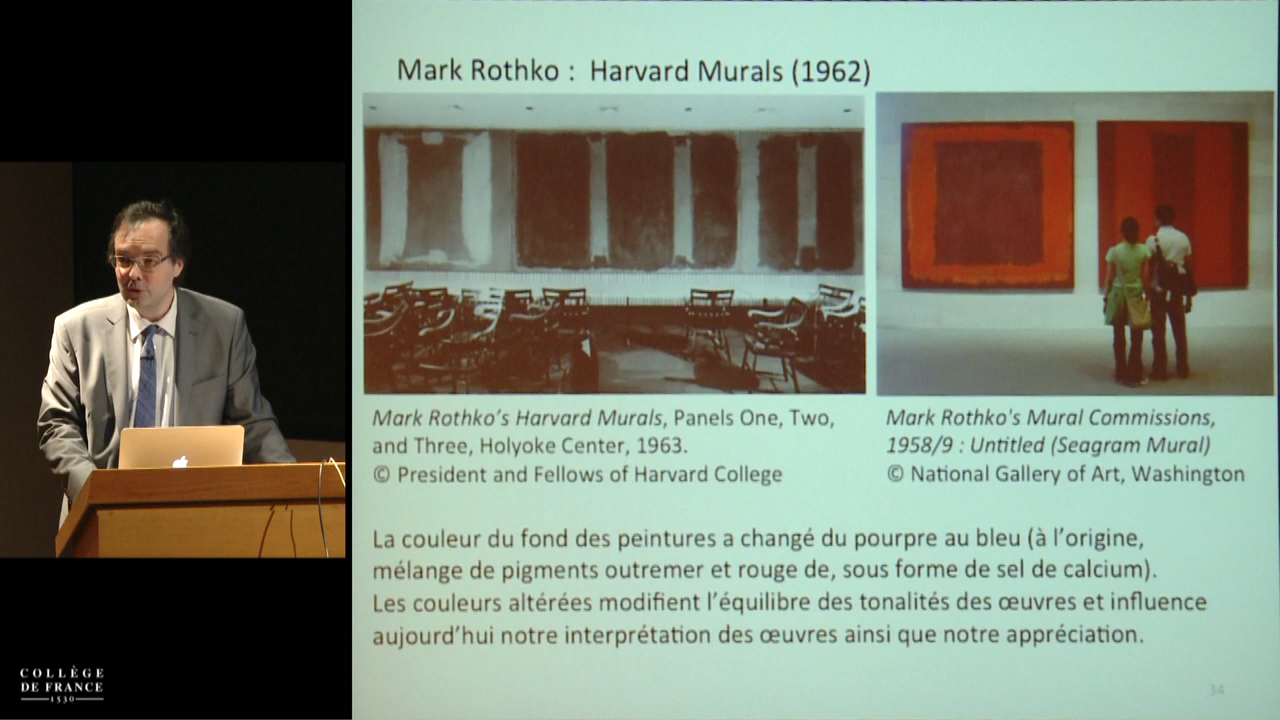 Mark Rothko : Harvard Murals (1962)
Mark Rothko's Harvard Murals, Panels One, Two,
and Three, Holyoke Center, 1963.
© President and Fellows of Harvard College
Mark Rothko's Mural Commissions,
1958/9 : Untitled (Seagram Mural)
© National Gallery of Art, Washington
La couleur du fond des peintures a changé du pourpre au bleu (à l'origine,
mélange de pigments outremer et rouge de, sous forme de sel de calcium).
Les couleurs altérées modifient l'équilibre des tonalités des œuvres et influence
aujourd'hui notre interprétation des œuvres ainsi que notre appréciation.
34
COLLÈGE
DE FRANCE
1530